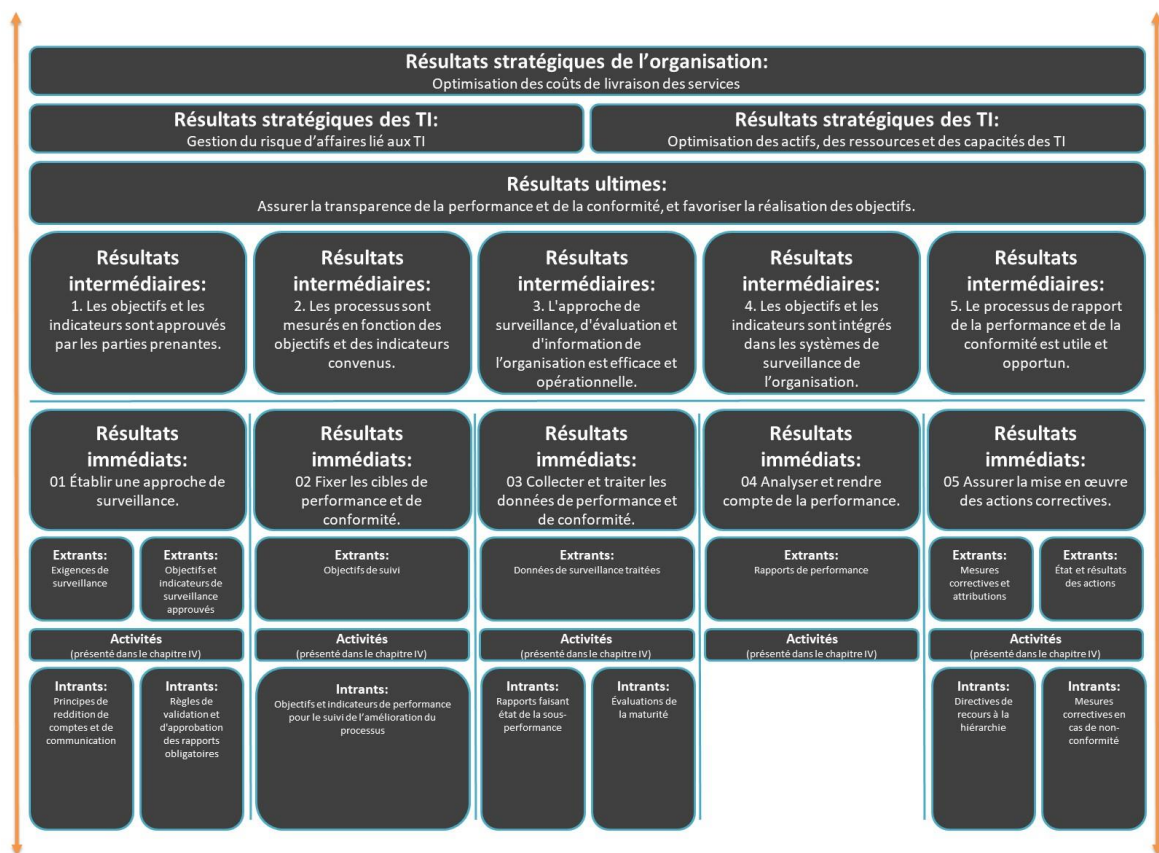 Résultats stratégiques de l’organisation:
Optimisation des coûts de livraison des services
Résultats stratégiques des TI:
Gestion du risque d’affaires lié aux TI
Résultats stratégiques des TI:
Optimisation des actifs, des ressources et des capacités des TI
Résultats ultimes:
Assurer la transparence de la performance et de la conformité, et favoriser la réalisation des objectifs.
Résultats
intermédiaires:
1. Les objectifs et les
indicateurs sont approuvés
par les parties prenantes.
Résultats
intermédiaires:
2. Les processus sont
mesurés en fonction des
objectifs et des indicateurs
convenus.
Résultats
intermédiaires:
3. L'approche de
surveillance, d'évaluation et
d'information de
l’organisation est efficace et
opérationnelle.
Résultats
intermédiaires:
4. Les objectifs et les
indicateurs sont intégrés
dans les systèmes de
surveillance de
l’organisation.
Résultats
intermédiaires:
5. Le processus de rapport
de la performance et de la
conformité est utile et
opportun.
Résultats
immédiats:
01 Établir une approche de
surveillance.
Résultats
immédiats:
02 Fixer les cibles de
performance et de
conformité.
Résultats
immédiats:
03 Collecter et traiter les
données de performance et
de conformité.
Résultats
immédiats:
04 Analyser et rendre
compte de la performance.
Résultats
immédiats:
05 Assurer la mise en œuvre
des actions correctives.
Extrants:
Exigences de
surveillance
Extrants:
Objectifs et
indicateurs de
surveillance
approuvés
Extrants:
Objectifs de suivi
Extrants:
Données de surveillance traitées
Extrants:
Rapports de performance
Extrants:
Mesures
correctives et
attributions
Extrants:
État et résultats
des actions
Activités
(présenté dans le chapitre IV)
Activités
(présenté dans le chapitre IV)
Activités
(présenté dans le chapitre IV)
Activités
(présenté dans le chapitre IV)
Activités
(présenté dans le chapitre IV)
Intrants:
Principes de
reddition de
comptes et de
communication
Intrants:
Règles de
validation et
d'approbation
des rapports
obligatoires
Intrants:
Objectifs et indicateurs de performance
pour le suivi de l’amélioration du
processus
Intrants:
Rapports faisant
état de la sous-
performance
Intrants:
Évaluations de
la maturité
Intrants:
Directives de
recours à la
hiérarchie
Intrants:
Mesures
correctives en
cas de non-
conformité